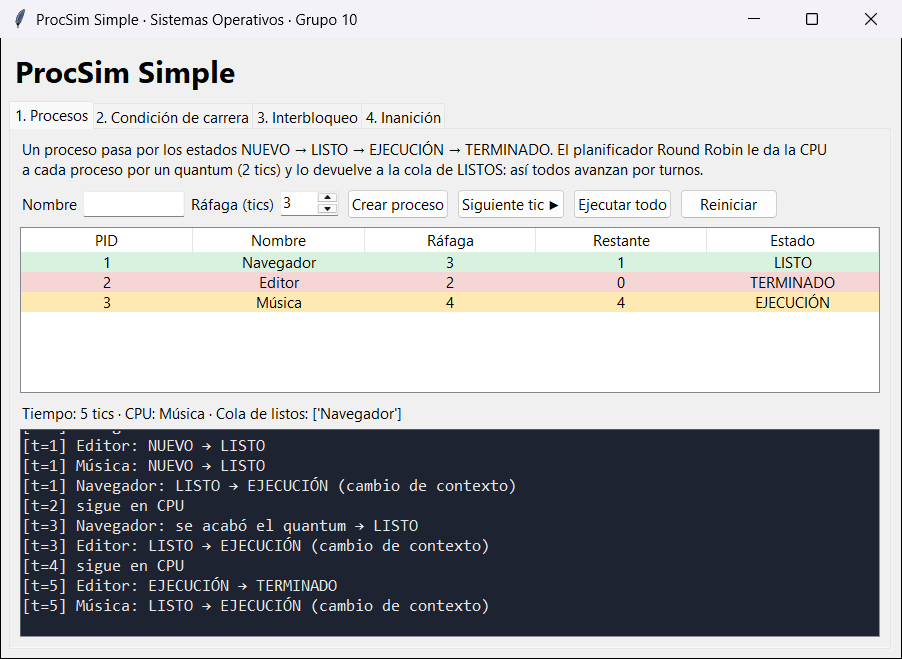 ProcSim Simple · Sistemas Operativos · Grupo 10
ProcSim Simple
1. Procesos 2. Condición de carrera 3. Interbloqueo 4. Inanición
Un proceso pasa por los estados NUEVO → LISTO → EJECUCIÓN → TERMINADO. El planificador Round Robin le da la CPU
a cada proceso por un quantum (2 tics) y lo devuelve a la cola de LISTOS: así todos avanzan por turnos.
Nombre Ráfaga (tics) 3 Crear proceso Siguiente tic ▶ Ejecutar todo Reiniciar
PID Nombre Ráfaga Restante Estado
1 Navegador 3 1 LISTO
2 Editor 2 0 TERMINADO
3 Música 4 4 EJECUCIÓN
Tiempo: 5 tics · CPU: Música · Cola de listos: ['Navegador']
[t=1] Editor: NUEVO → LISTO
[t=1] Música: NUEVO → LISTO
[t=1] Navegador: LISTO → EJECUCIÓN (cambio de contexto)
[t=2] sigue en CPU
[t=3] Navegador: se acabó el quantum → LISTO
[t=3] Editor: LISTO → EJECUCIÓN (cambio de contexto)
[t=4] sigue en CPU
[t=5] Editor: EJECUCIÓN → TERMINADO
[t=5] Música: LISTO → EJECUCIÓN (cambio de contexto)